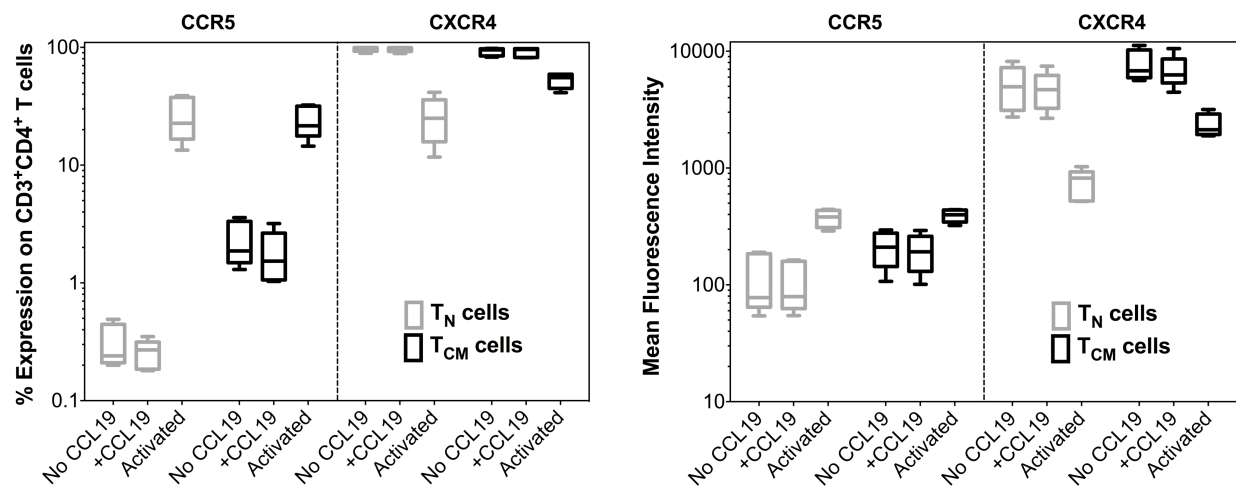 CCR5
CXCR4
% Expression on CD3⁺CD4⁺ T cells
100
10
1
0.1
T_N cells
T_CM cells
No CCL19
+CCL19
Activated
No CCL19
+CCL19
Activated
No CCL19
+CCL19
Activated
No CCL19
+CCL19
Activated
CCR5
CXCR4
Mean Fluorescence Intensity
10000
1000
100
10
T_N cells
T_CM cells
No CCL19
+CCL19
Activated
No CCL19
+CCL19
Activated
No CCL19
+CCL19
Activated
No CCL19
+CCL19
Activated